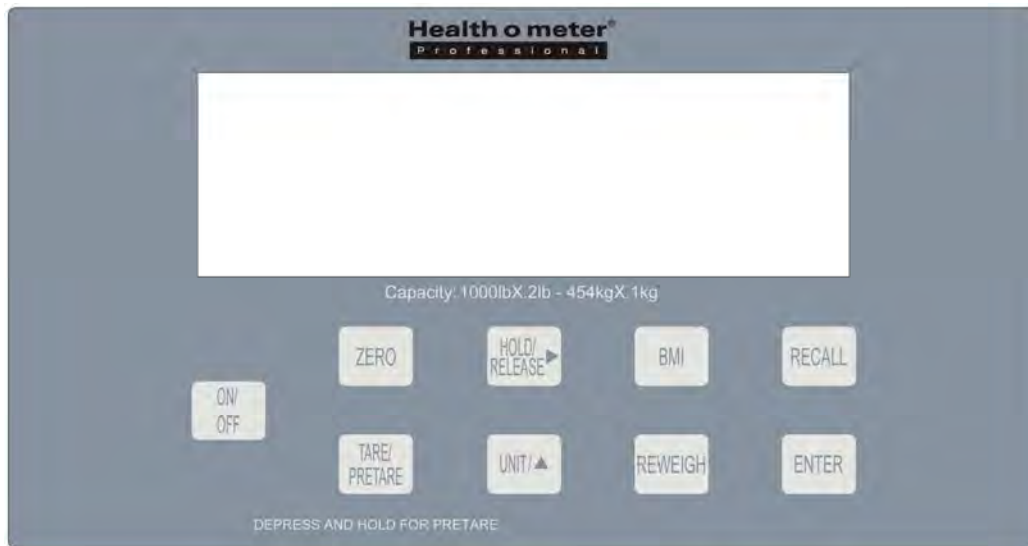 Health o meter®
Professional
Capacity: 1000lbX.2lb - 454kgX.1kg
ZERO
HOLD/
RELEASE►
BMI
RECALL
ON/
OFF
TARE/
PRETARE
UNIT/▲
REWEIGH
ENTER
DEPRESS AND HOLD FOR PRETARE